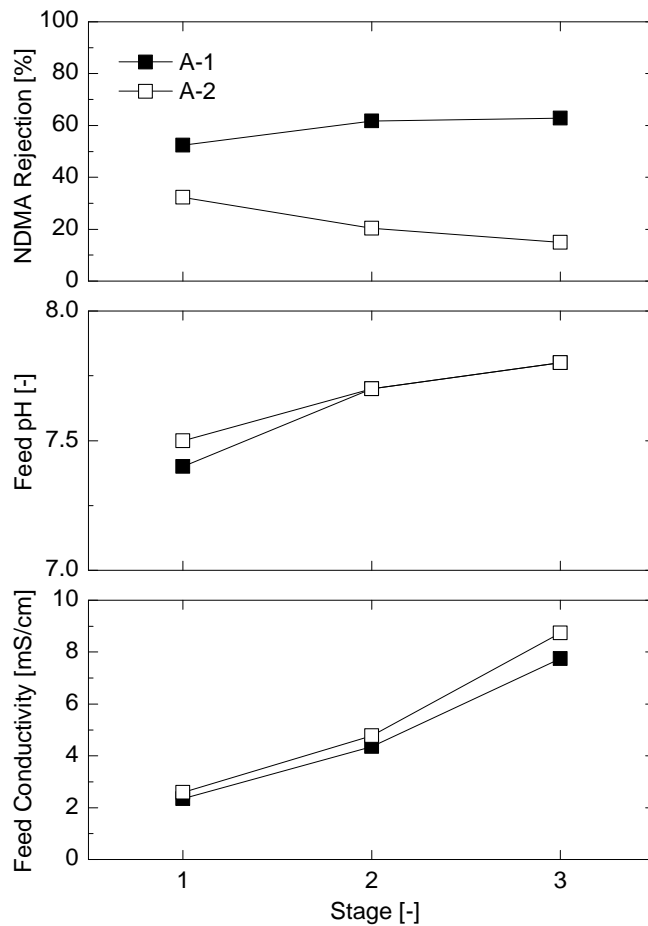 100
80
60
40
20
0
NDMA Rejection [%]
A-1
A-2
8.0
7.5
7.0
Feed pH [-]
10
8
6
4
2
0
Feed Conductivity [mS/cm]
1 2 3
Stage [-]